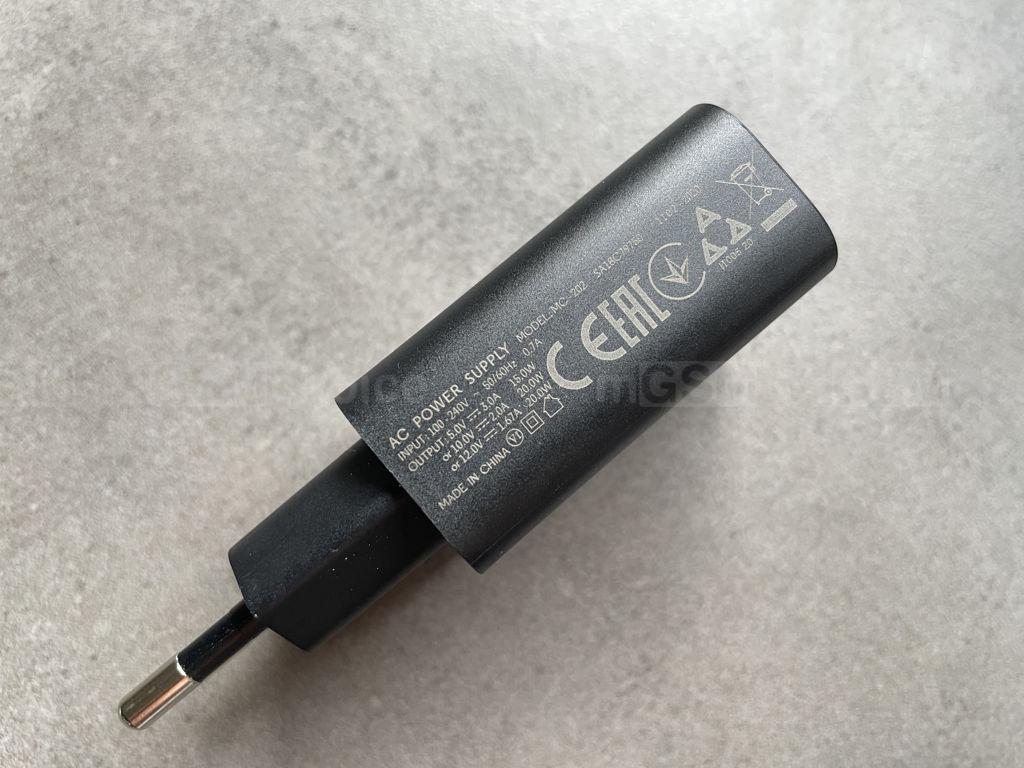 AC POWER SUPPLY MODEL:MC-202
INPUT: 100-240V 50/60Hz 0.7A
OUTPUT: 5.0V 3.0A 15.0W
or 10.0V 2.0A 20.0W
or 12.0V 1.67A 20.0W
MADE IN CHINA
CE EAC
IT005 20